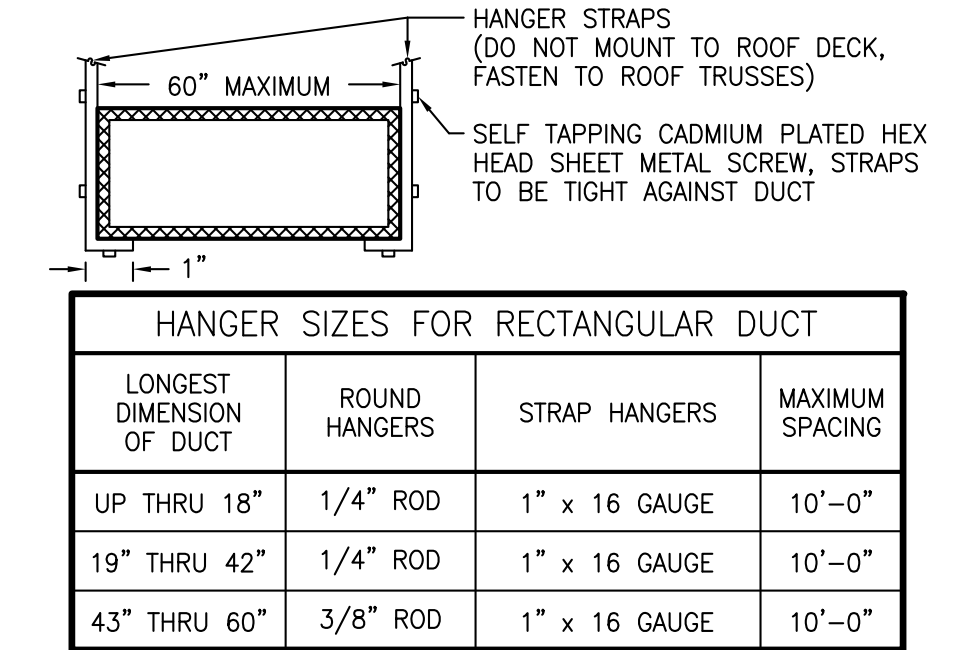 HANGER STRAPS
(DO NOT MOUNT TO ROOF DECK,
FASTEN TO ROOF TRUSSES)
60” MAXIMUM
SELF TAPPING CADMIUM PLATED HEX
HEAD SHEET METAL SCREW, STRAPS
TO BE TIGHT AGAINST DUCT
1”
HANGER SIZES FOR RECTANGULAR DUCT
LONGEST
DIMENSION
OF DUCT
ROUND
HANGERS
STRAP HANGERS
MAXIMUM
SPACING
UP THRU 18” 1/4” ROD 1” x 16 GAUGE 10’–0”
19” THRU 42” 1/4” ROD 1” x 16 GAUGE 10’–0”
43” THRU 60” 3/8” ROD 1” x 16 GAUGE 10’–0”